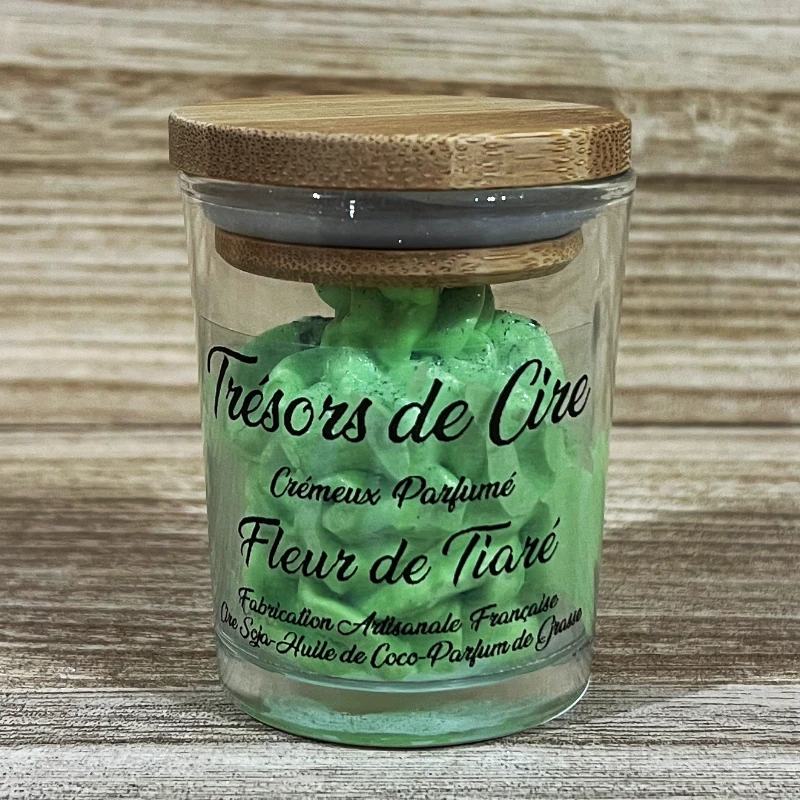 Trésors de Cire
Crémeux Parfumé
Fleur de Tiaré
Fabrication Artisanale Française
Cire Soja-Huile de Coco-Parfum de Grasse